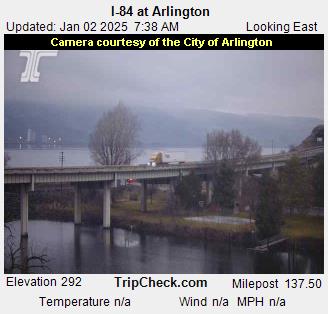 I-84 at Arlington
Updated: Jan 02 2025 7:38 AM Looking East
Camera courtesy of the City of Arlington
Elevation 292 TripCheck.com Milepost 137.50
Temperature n/a Wind n/a MPH n/a